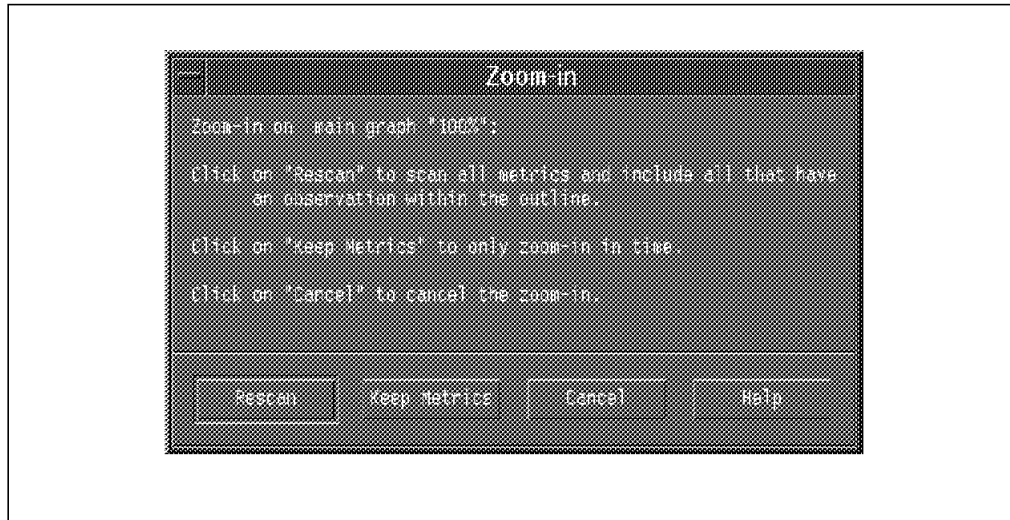 Zoom-in
Zoom-in on main graph "100%":
Click on "Rescan" to scan all metrics and include all that have
an observation within the outline.
Click on "Keep Metrics" to only zoom-in in time.
Click on "Cancel" to cancel the zoom-in.
Rescan Keep Metrics Cancel Help